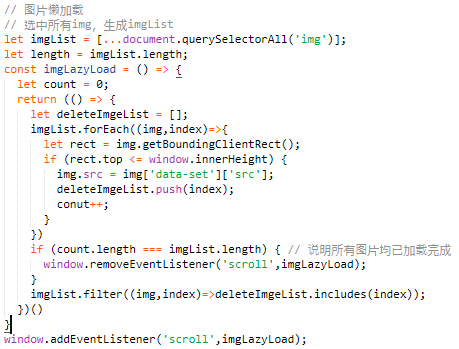 // 图片懒加载
// 选中所有img, 生成imgList
let imgList = [...document.querySelectorAll('img')];
let length = imgList.length;
const imgLazyLoad = () => {
  let count = 0;
  return (() => {
    let deleteImgeList = [];
    imgList.forEach((img,index)=>{
      let rect = img.getBoundingClientRect();
      if (rect.top <= window.innerHeight) {
        img.src = img['data-set']['src'];
        deleteImgeList.push(index);
        conut++;
      }
    })
    if (count.length === imgList.length) { // 说明所有图片均已加载完成
      window.removeEventListener('scroll',imgLazyLoad);
    }
    imgList.filter((img,index)=>deleteImgeList.includes(index));
  })()
}
window.addEventListener('scroll',imgLazyLoad);